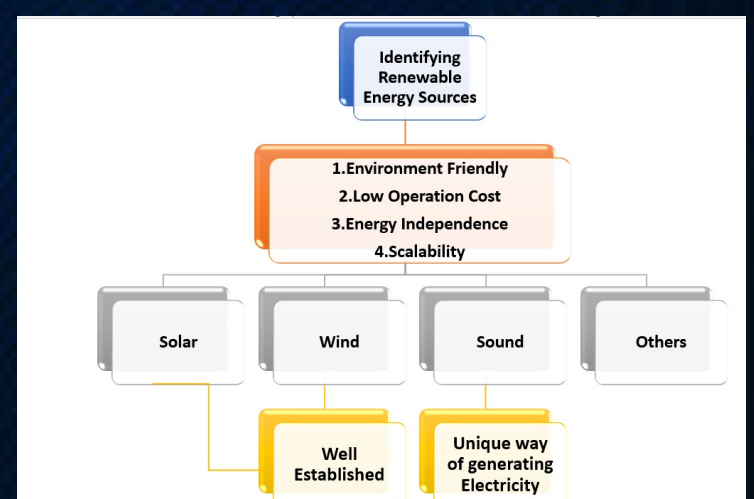 Identifying
Renewable
Energy Sources
1.Environment Friendly
2.Low Operation Cost
3.Energy Independence
4.Scalability
Solar
Wind
Sound
Others
Well
Established
Unique way
of generating
Electricity